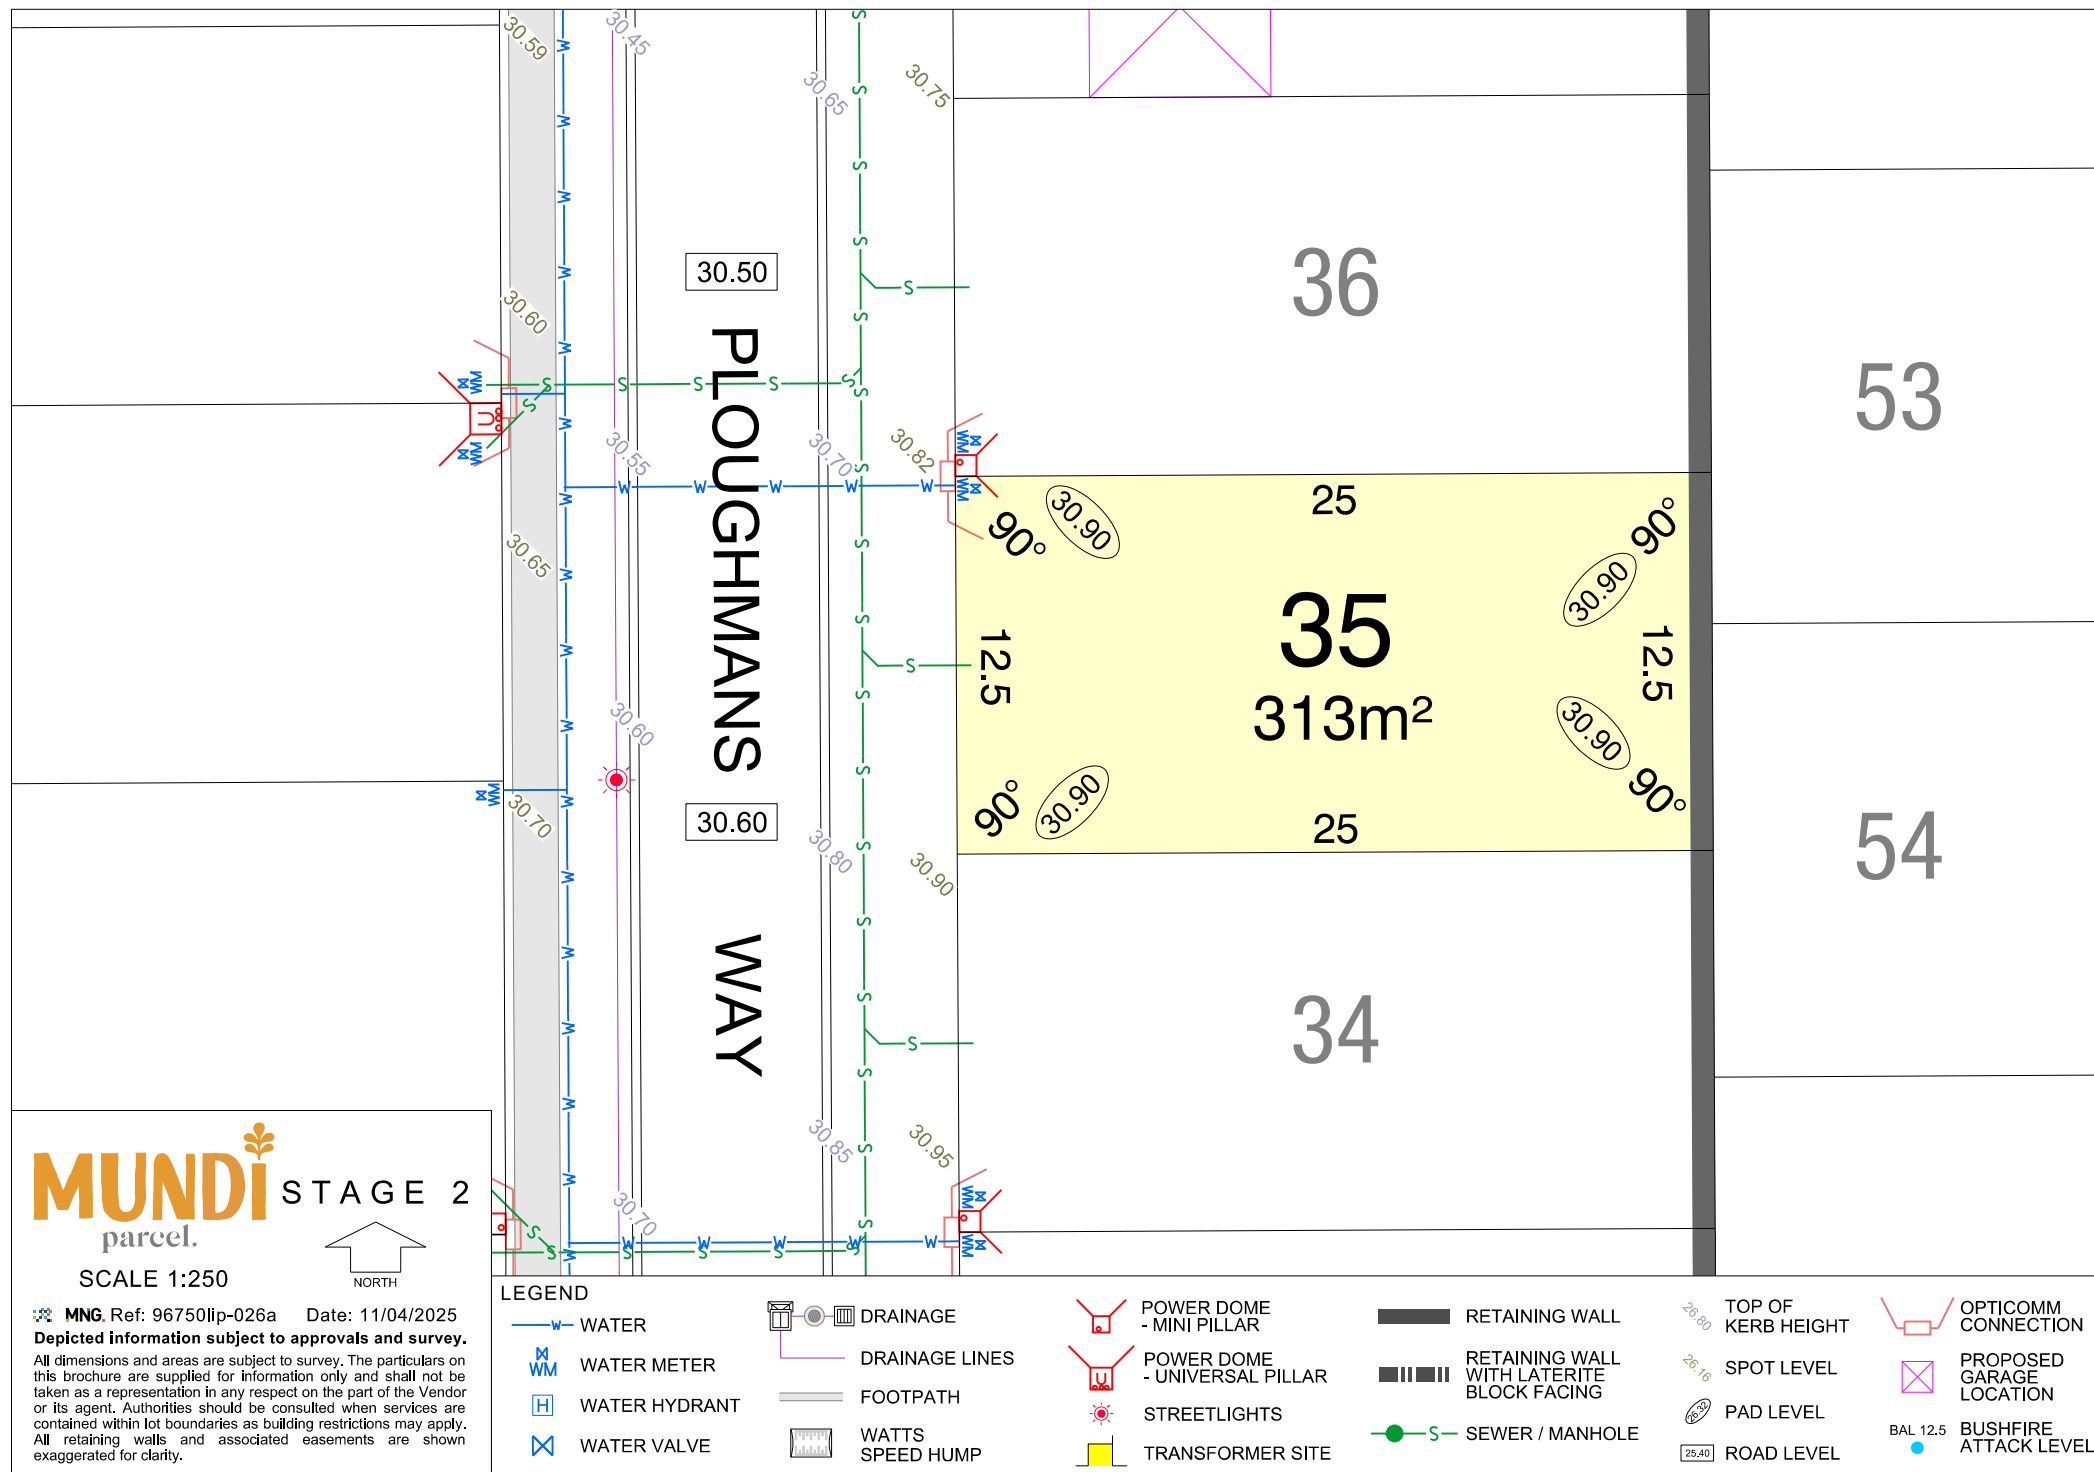 30.59
30.45
30.65
30.75
30.50
36
30.60
53
PLOUGHMANS WAY
30.55
30.70
30.82
25
90°
30.90
90°
30.90
30.65
35
313m²
12.5
12.5
30.60
30.90
90°
30.90
90°
25
30.70
30.60
30.80
30.90
54
34
30.85
30.95
30.70
MUNDI
parcel.
STAGE 2
NORTH
SCALE 1:250
MNG. Ref: 96750lip-026a Date: 11/04/2025
Depicted information subject to approvals and survey.
All dimensions and areas are subject to survey. The particulars on
this brochure are supplied for information only and shall not be
taken as a representation in any respect on the part of the Vendor
or its agent. Authorities should be consulted when services are
contained within lot boundaries as building restrictions may apply.
All retaining walls and associated easements are shown
exaggerated for clarity.
LEGEND
W WATER
WM WATER METER
H WATER HYDRANT
WATER VALVE
DRAINAGE
DRAINAGE LINES
FOOTPATH
WATTS
SPEED HUMP
POWER DOME
- MINI PILLAR
U POWER DOME
- UNIVERSAL PILLAR
STREETLIGHTS
TRANSFORMER SITE
RETAINING WALL
RETAINING WALL
WITH LATERITE
BLOCK FACING
S SEWER / MANHOLE
26.80 TOP OF
KERB HEIGHT
26.16 SPOT LEVEL
26.32 PAD LEVEL
25.40 ROAD LEVEL
OPTICOMM
CONNECTION
PROPOSED
GARAGE
LOCATION
BAL 12.5 BUSHFIRE
ATTACK LEVEL